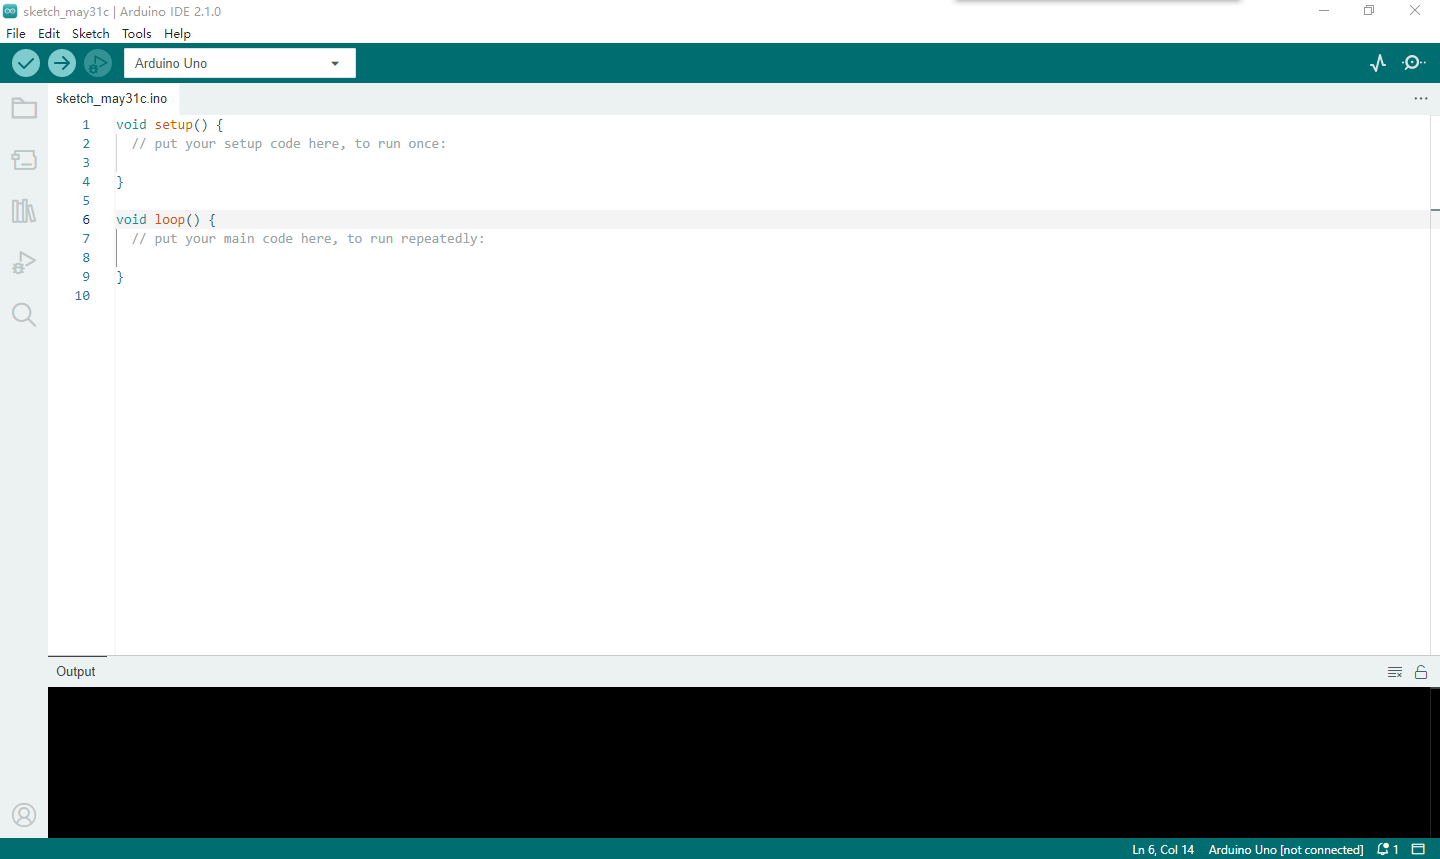 sketch_may31c | Arduino IDE 2.1.0
File Edit Sketch Tools Help
Arduino Uno
sketch_may31c.ino
1 void setup() {
2 // put your setup code here, to run once:
3
4 }
5
6 void loop() {
7 // put your main code here, to run repeatedly:
8
9 }
10
Output
Ln 6, Col 14 Arduino Uno [not connected] 1